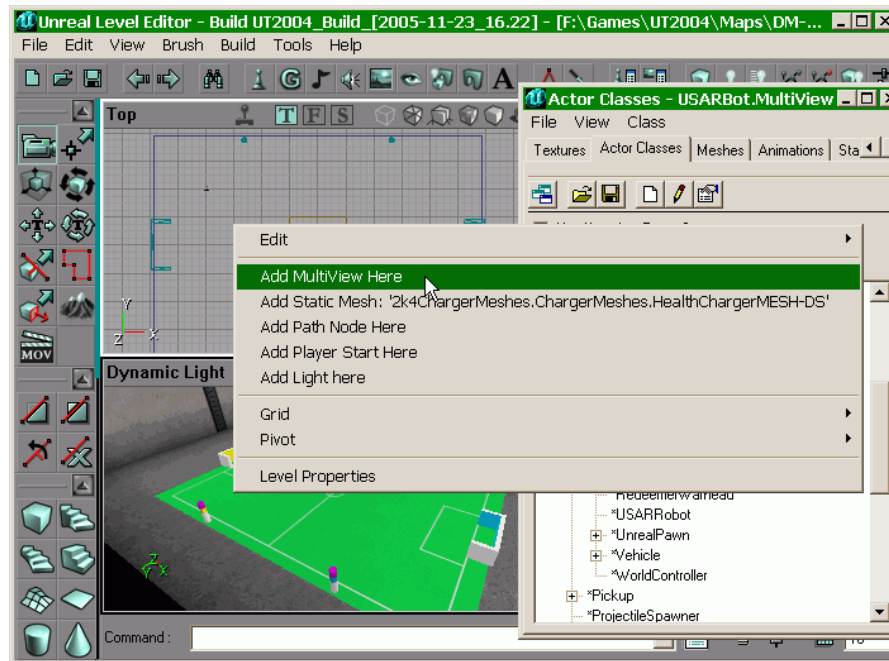 Unreal Level Editor - Build UT2004_Build_[2005-11-23_16.22] - [F:\Games\UT2004\Maps\DM-...
File Edit View Brush Build Tools Help
Actor Classes - USARBot.MultiView
File View Class
Textures Actor Classes Meshes Animations Sta
Top
T F S
Edit
Add MultiView Here
Add Static Mesh: '2k4ChargerMeshes.ChargerMeshes.HealthChargerMESH-DS'
Add Path Node Here
Add Player Start Here
Add Light here
Grid
Pivot
Level Properties
Y
Z X
MOV
Dynamic Light
Z
Y X
RedeemerWarhead
*USARRobot
*UnrealPawn
*Vehicle
*WorldController
*Pickup
*ProjectileSpawner
Command :